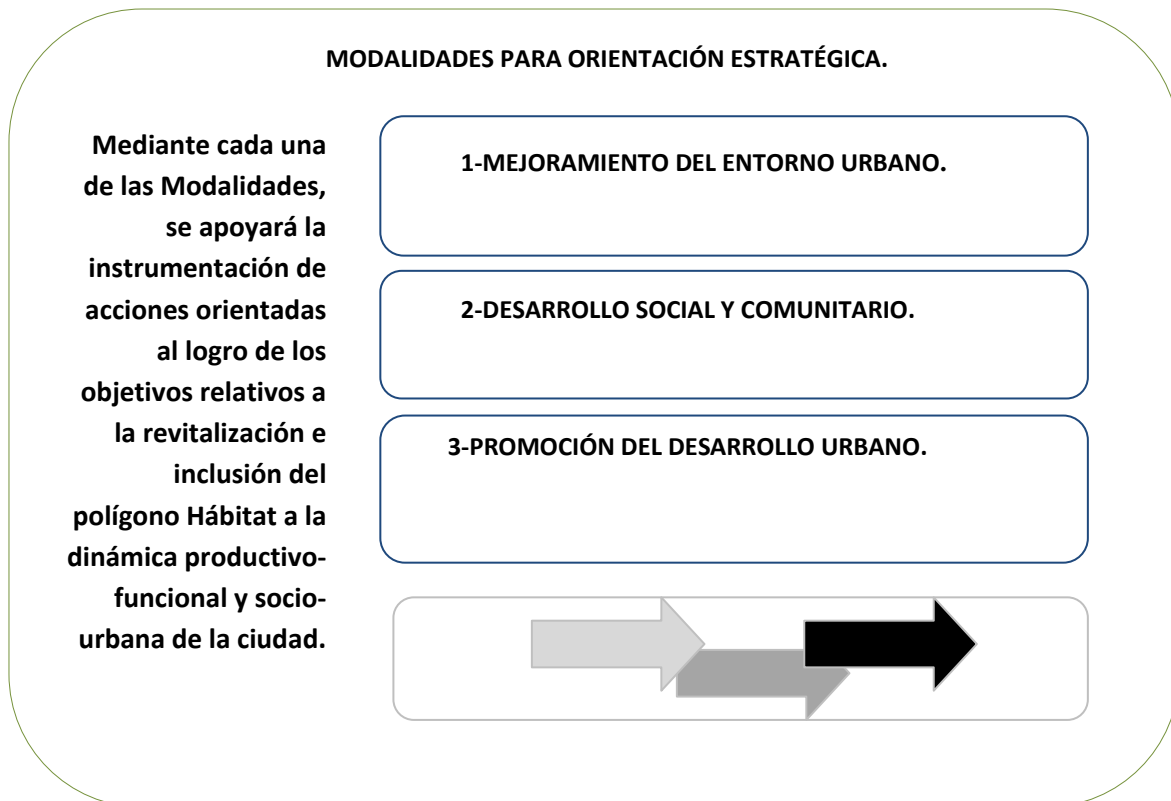 MODALIDADES PARA ORIENTACIÓN ESTRATÉGICA.
Mediante cada una
de las Modalidades,
se apoyará la
instrumentación de
acciones orientadas
al logro de los
objetivos relativos a
la revitalización e
inclusión del
polígono Hábitat a la
dinámica productivo-
funcional y socio-
urbana de la ciudad.
1-MEJORAMIENTO DEL ENTORNO URBANO.
2-DESARROLLO SOCIAL Y COMUNITARIO.
3-PROMOCIÓN DEL DESARROLLO URBANO.